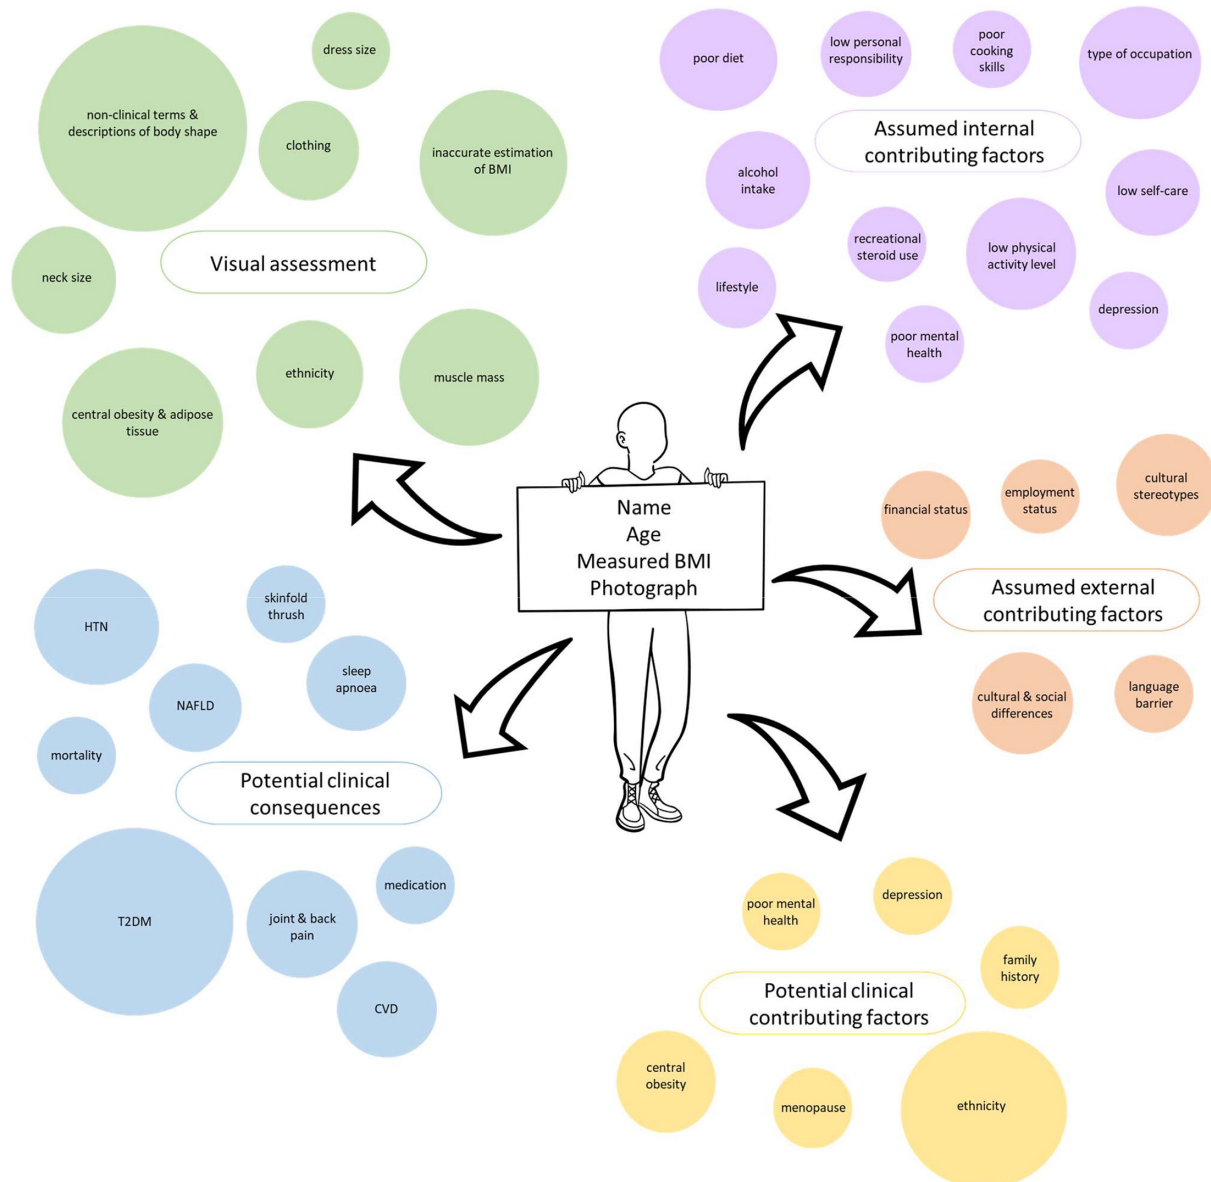 dress size
non-clinical terms &
descriptions of body shape
clothing
inaccurate estimation
of BMI
Visual assessment
neck size
ethnicity
muscle mass
central obesity & adipose
tissue
poor diet
low personal
responsibility
poor
cooking
skills
type of occupation
Assumed internal
contributing factors
alcohol
intake
low self-care
recreational
steroid use
low physical
activity level
lifestyle
depression
poor mental
health
Name
Age
Measured BMI
Photograph
financial status
employment
status
cultural
stereotypes
Assumed external
contributing factors
cultural & social
differences
language
barrier
HTN
skinfold
thrush
sleep
apnoea
NAFLD
mortality
Potential clinical
consequences
T2DM
joint & back
pain
medication
CVD
poor mental
health
depression
family
history
Potential clinical
contributing factors
central
obesity
menopause
ethnicity